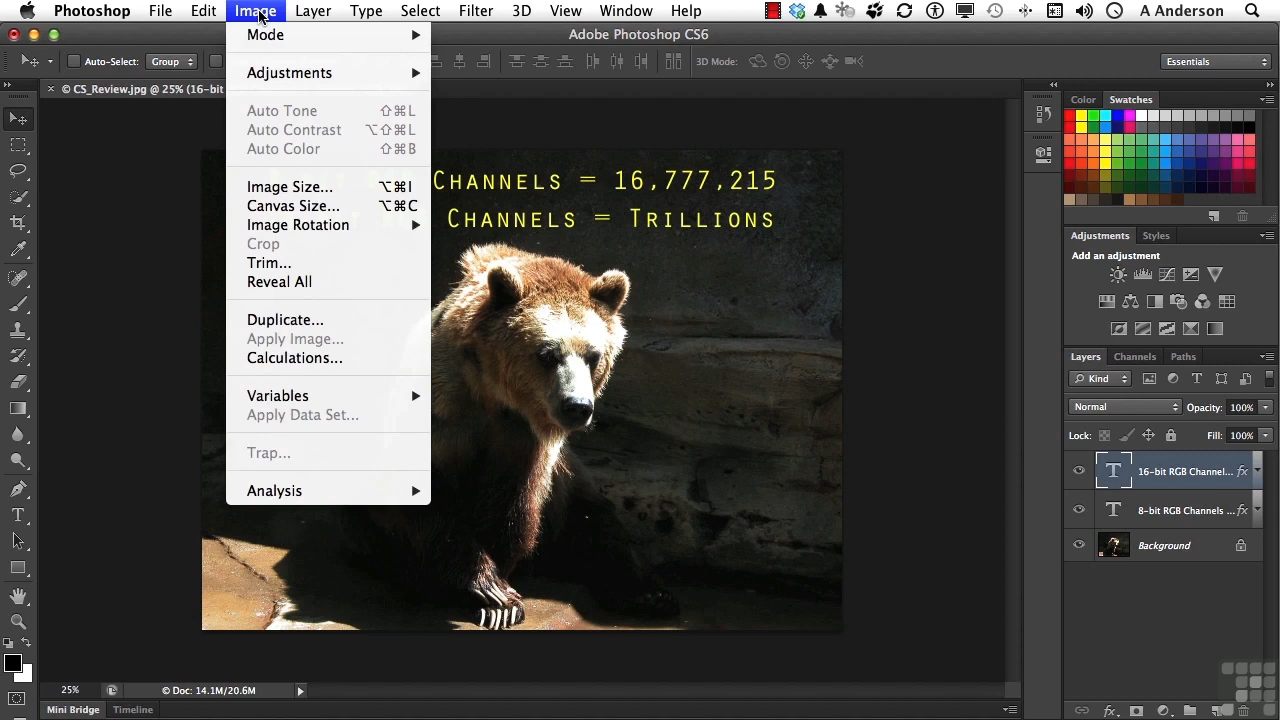 Photoshop File Edit Image Layer Type Select Filter 3D View Window Help A Anderson
Adobe Photoshop CS6
Auto-Select: Group 3D Mode: Essentials
× © CS_Review.jpg @ 25% (16-bit
Mode
Adjustments
Auto Tone ⇧⌘L
Auto Contrast ⌥⇧⌘L
Auto Color ⇧⌘B
Image Size... ⌥⌘I
Canvas Size... ⌥⌘C
Image Rotation
Crop
Trim...
Reveal All
Duplicate...
Apply Image...
Calculations...
Variables
Apply Data Set...
Trap...
Analysis
Channels = 16,777,215
Channels = Trillions
Color Swatches
Adjustments Styles
Add an adjustment
Layers Channels Paths
Kind
Normal Opacity: 100%
Lock: Fill: 100%
T 16-bit RGB Channel... fx
T 8-bit RGB Channels ... fx
Background
25% © Doc: 14.1M/20.6M
Mini Bridge Timeline